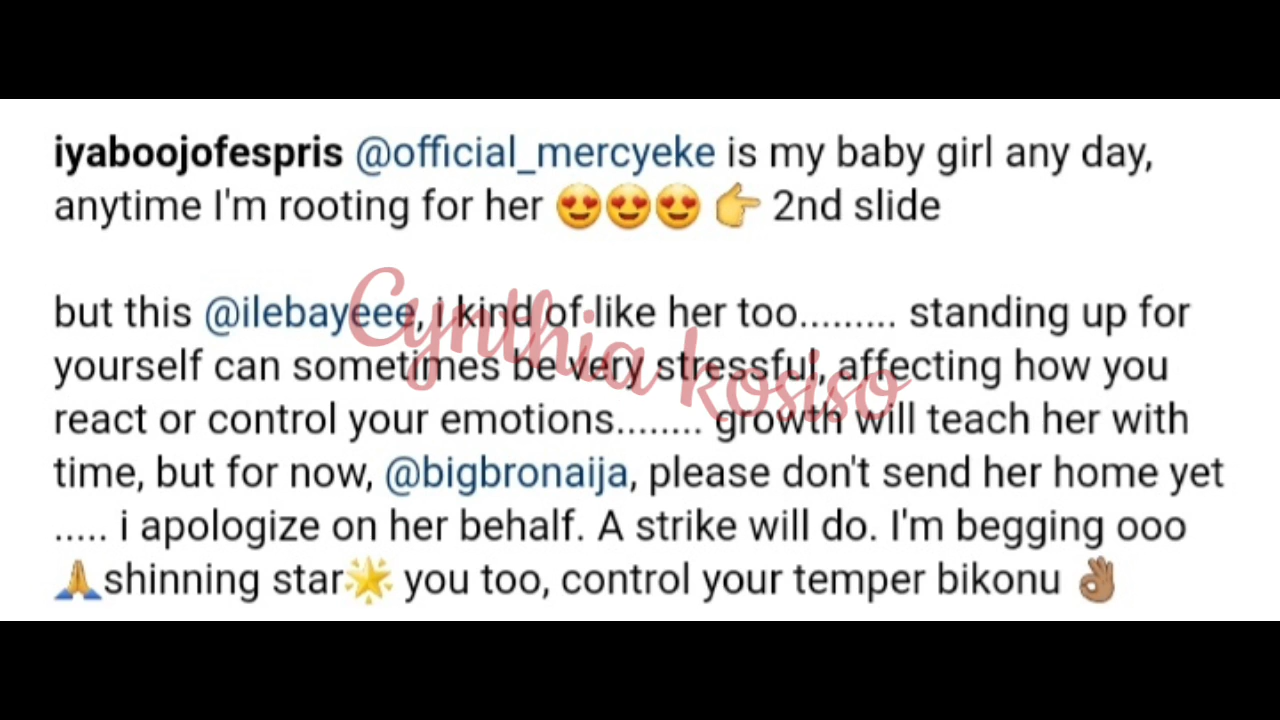 iyaboojofespris @official_mercyeke is my baby girl any day,
anytime I'm rooting for her 😍😍😍 👉 2nd slide
but this @ilebayeee, i kind of like her too......... standing up for
yourself can sometimes be very stressful, affecting how you
react or control your emotions........ growth will teach her with
time, but for now, @bigbronaija, please don't send her home yet
..... i apologize on her behalf. A strike will do. I'm begging ooo
🙏shinning star🌟 you too, control your temper bikonu 👌🏽
Cynthia kosiso